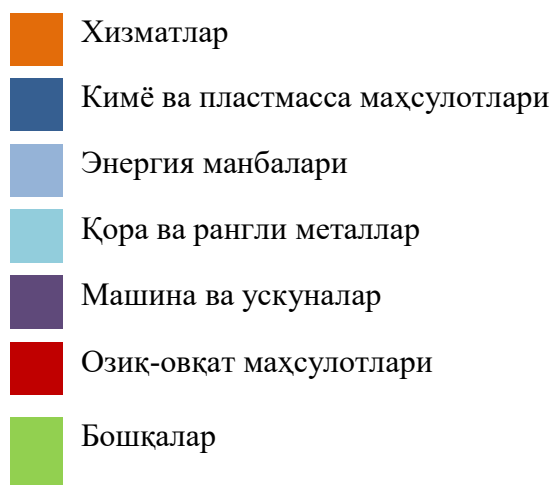 Хизматлар
Кимё ва пластмасса маҳсулотлари
Энергия манбалари
Қора ва рангли металлар
Машина ва ускуналар
Озиқ-овқат маҳсулотлари
Бошқалар